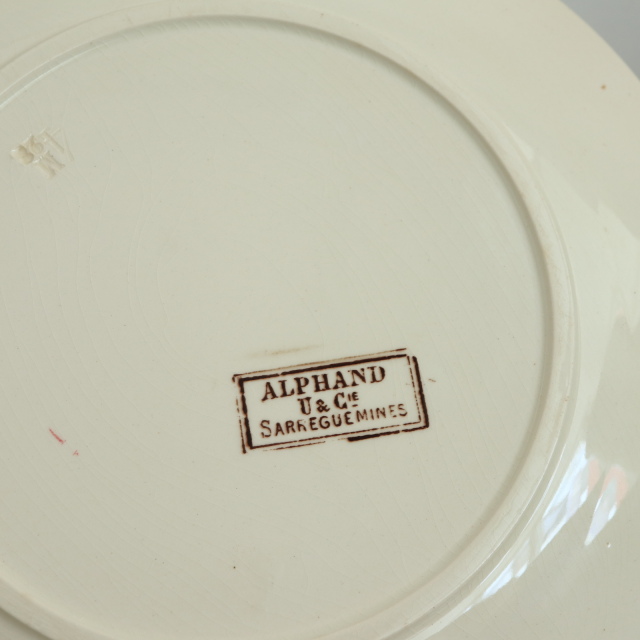 ALPHAND
U & CIE
SARREGUEMINES